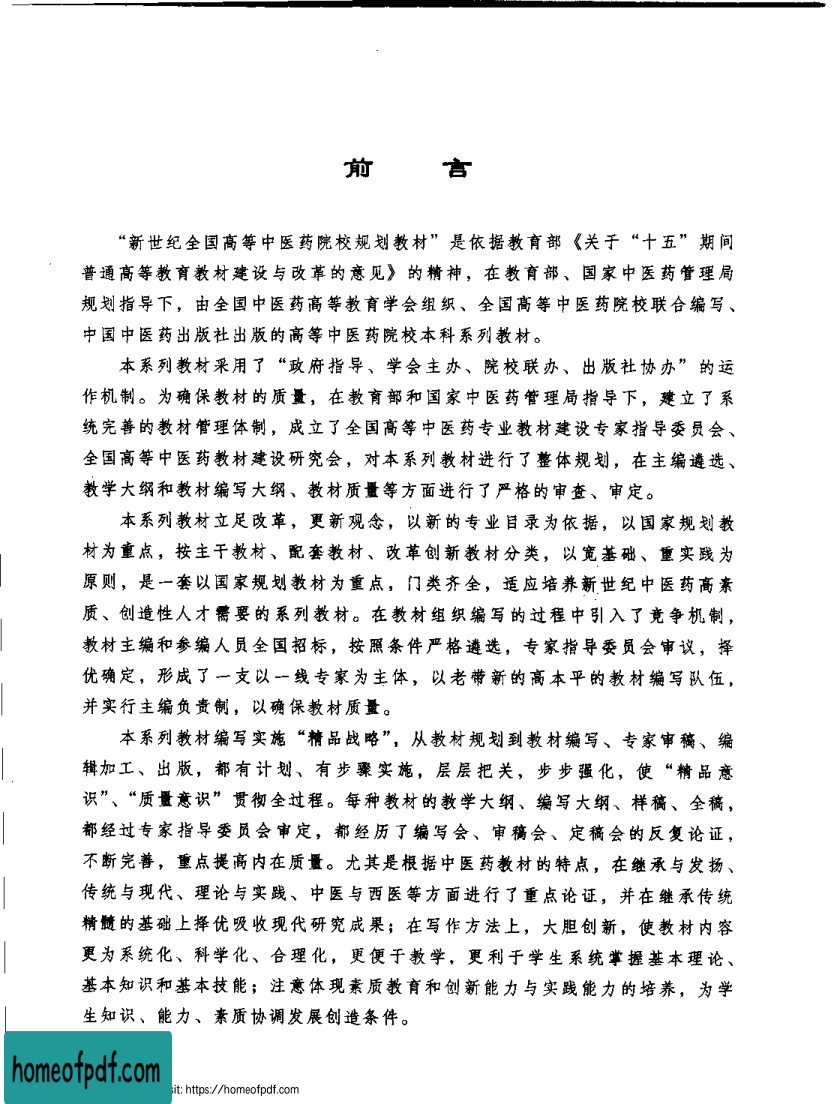 前 言
“新世纪全国高等中医药院校规划教材”是依据教育部《关于“十五”期间
普通高等教育教材建设与改革的意见》的精神，在教育部、国家中医药管理局
规划指导下，由全国中医药高等教育学会组织、全国高等中医药院校联合编写、
中国中医药出版社出版的高等中医药院校本科系列教材。
本系列教材采用了“政府指导、学会主办、院校联办、出版社协办”的运
作机制。为确保教材的质量，在教育部和国家中医药管理局指导下，建立了系
统完善的教材管理体制，成立了全国高等中医药专业教材建设专家指导委员会、
全国高等中医药教材建设研究会，对本系列教材进行了整体规划，在主编遴选、
教学大纲和教材编写大纲、教材质量等方面进行了严格的审查、审定。
本系列教材立足改革，更新观念，以新的专业目录为依据，以国家规划教
材为重点，按主干教材、配套教材、改革创新教材分类，以宽基础、重实践为
原则，是一套以国家规划教材为重点，门类齐全，适应培养新世纪中医药高素
质、创造性人才需要的系列教材。在教材组织编写的过程中引入了竞争机制，
教材主编和参编人员全国招标，按照条件严格遴选，专家指导委员会审议，择
优确定，形成了一支以一线专家为主体，以老带新的高水平的教材编写队伍，
并实行主编负责制，以确保教材质量。
本系列教材编写实施“精品战略”，从教材规划到教材编写、专家审稿、编
辑加工、出版，都有计划、有步骤实施，层层把关，步步强化，使“精品意
识”、“质量意识”贯彻全过程。每种教材的教学大纲、编写大纲、样稿、全稿，
都经过专家指导委员会审定，都经历了编写会、审稿会、定稿会的反复论证，
不断完善，重点提高内在质量。尤其是根据中医药教材的特点，在继承与发扬、
传统与现代、理论与实践、中医与西医等方面进行了重点论证，并在继承传统
精髓的基础上择优吸收现代研究成果；在写作方法上，大胆创新，使教材内容
更为系统化、科学化、合理化，更便于教学，更利于学生系统掌握基本理论、
基本知识和基本技能；注意体现素质教育和创新能力与实践能力的培养，为学
生知识、能力、素质协调发展创造条件。
homeofpdf.com
sit: https://homeofpdf.com